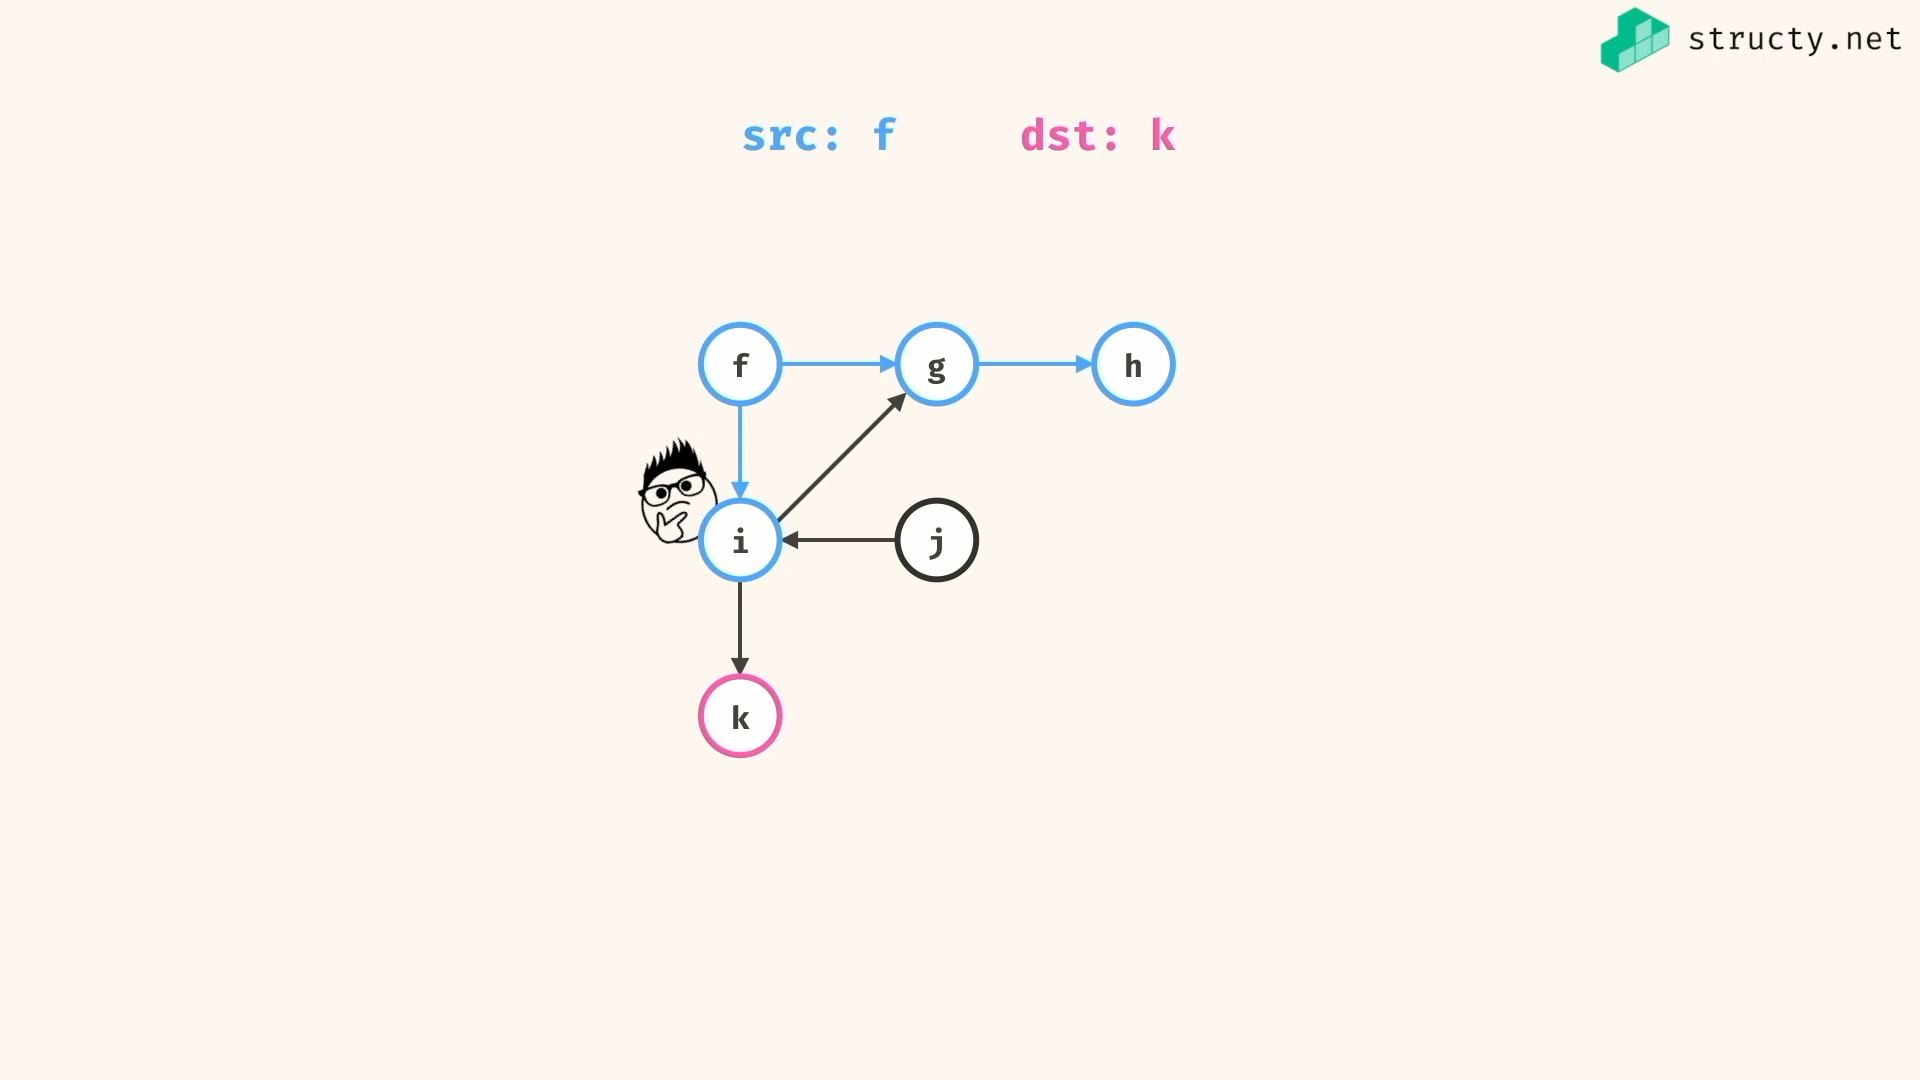 structy.net
src: f dst: k
f g h
i j
k